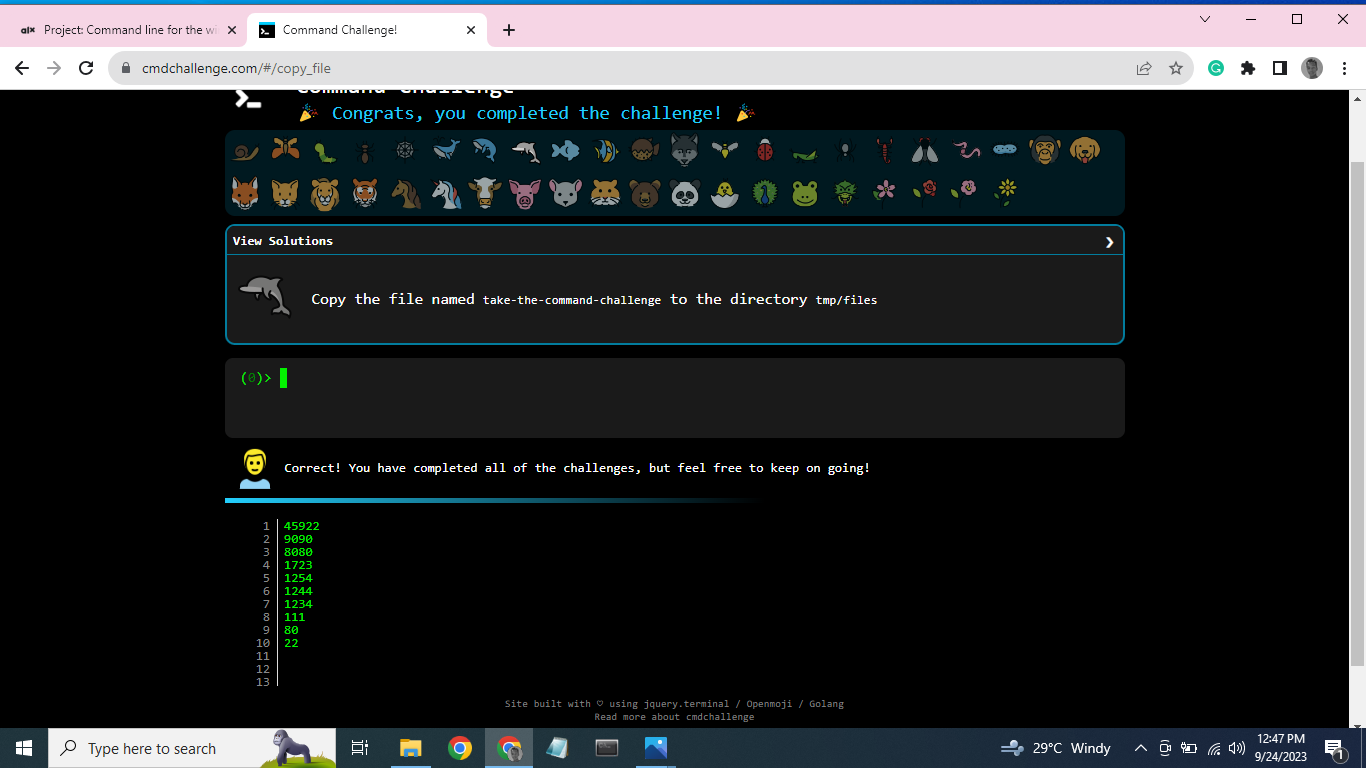 alx Project: Command line for the wi
Command Challenge!
cmdchallenge.com/#/copy_file
Command Challenge
Congrats, you completed the challenge!
View Solutions
Copy the file named take-the-command-challenge to the directory tmp/files
(0)>
Correct! You have completed all of the challenges, but feel free to keep on going!
1 45922
2 9090
3 8080
4 1723
5 1254
6 1244
7 1234
8 111
9 80
10 22
11
12
13
Site built with ♡ using jquery.terminal / Openmoji / Golang
Read more about cmdchallenge
Type here to search
29°C Windy
12:47 PM
9/24/2023
1